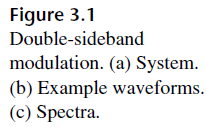 Figure 3.1
Double-sideband
modulation. (a) System.
(b) Example waveforms.
(c) Spectra.